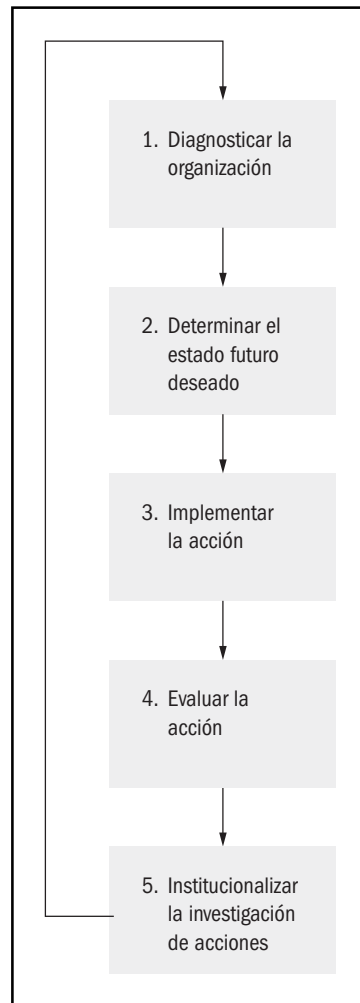 1. Diagnosticar la
organización
2. Determinar el
estado futuro
deseado
3. Implementar
la acción
4. Evaluar la
acción
5. Institucionalizar
la investigación
de acciones